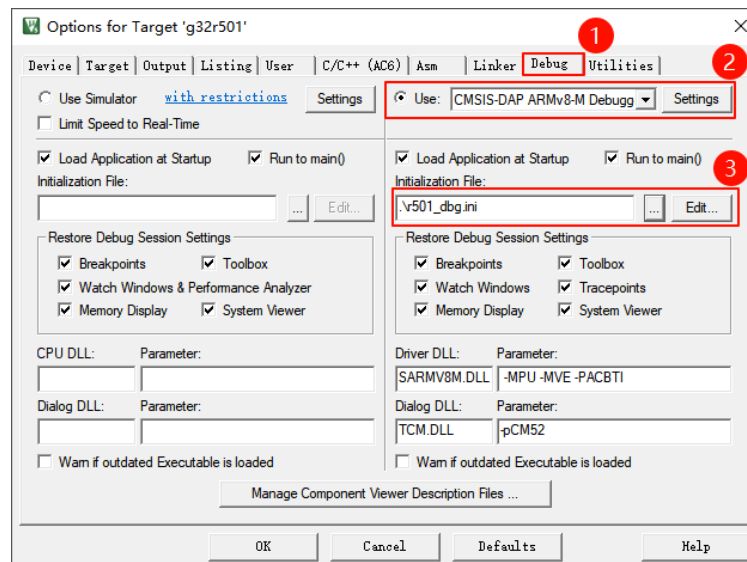 Options for Target 'g32r501'
1
Device Target Output Listing User C/C++ (AC6) Asm Linker Debug Utilities
2
Use Simulator with restrictions Settings
Use: CMSIS-DAP ARMv8-M Debugg Settings
Limit Speed to Real-Time
Load Application at Startup Run to main()
Load Application at Startup Run to main()
3
Initialization File:
Initialization File:
... Edit...
.\r501_dbg.ini ... Edit...
Restore Debug Session Settings
Breakpoints Toolbox
Watch Windows & Performance Analyzer
Memory Display System Viewer
Restore Debug Session Settings
Breakpoints Toolbox
Watch Windows Tracepoints
Memory Display System Viewer
CPU DLL: Parameter:
Driver DLL: Parameter:
SARMV8M.DLL -MPU -MVE -PACBTI
Dialog DLL: Parameter:
Dialog DLL: Parameter:
TCM.DLL -pCM52
Warn if outdated Executable is loaded
Warn if outdated Executable is loaded
Manage Component Viewer Description Files ...
OK Cancel Defaults Help